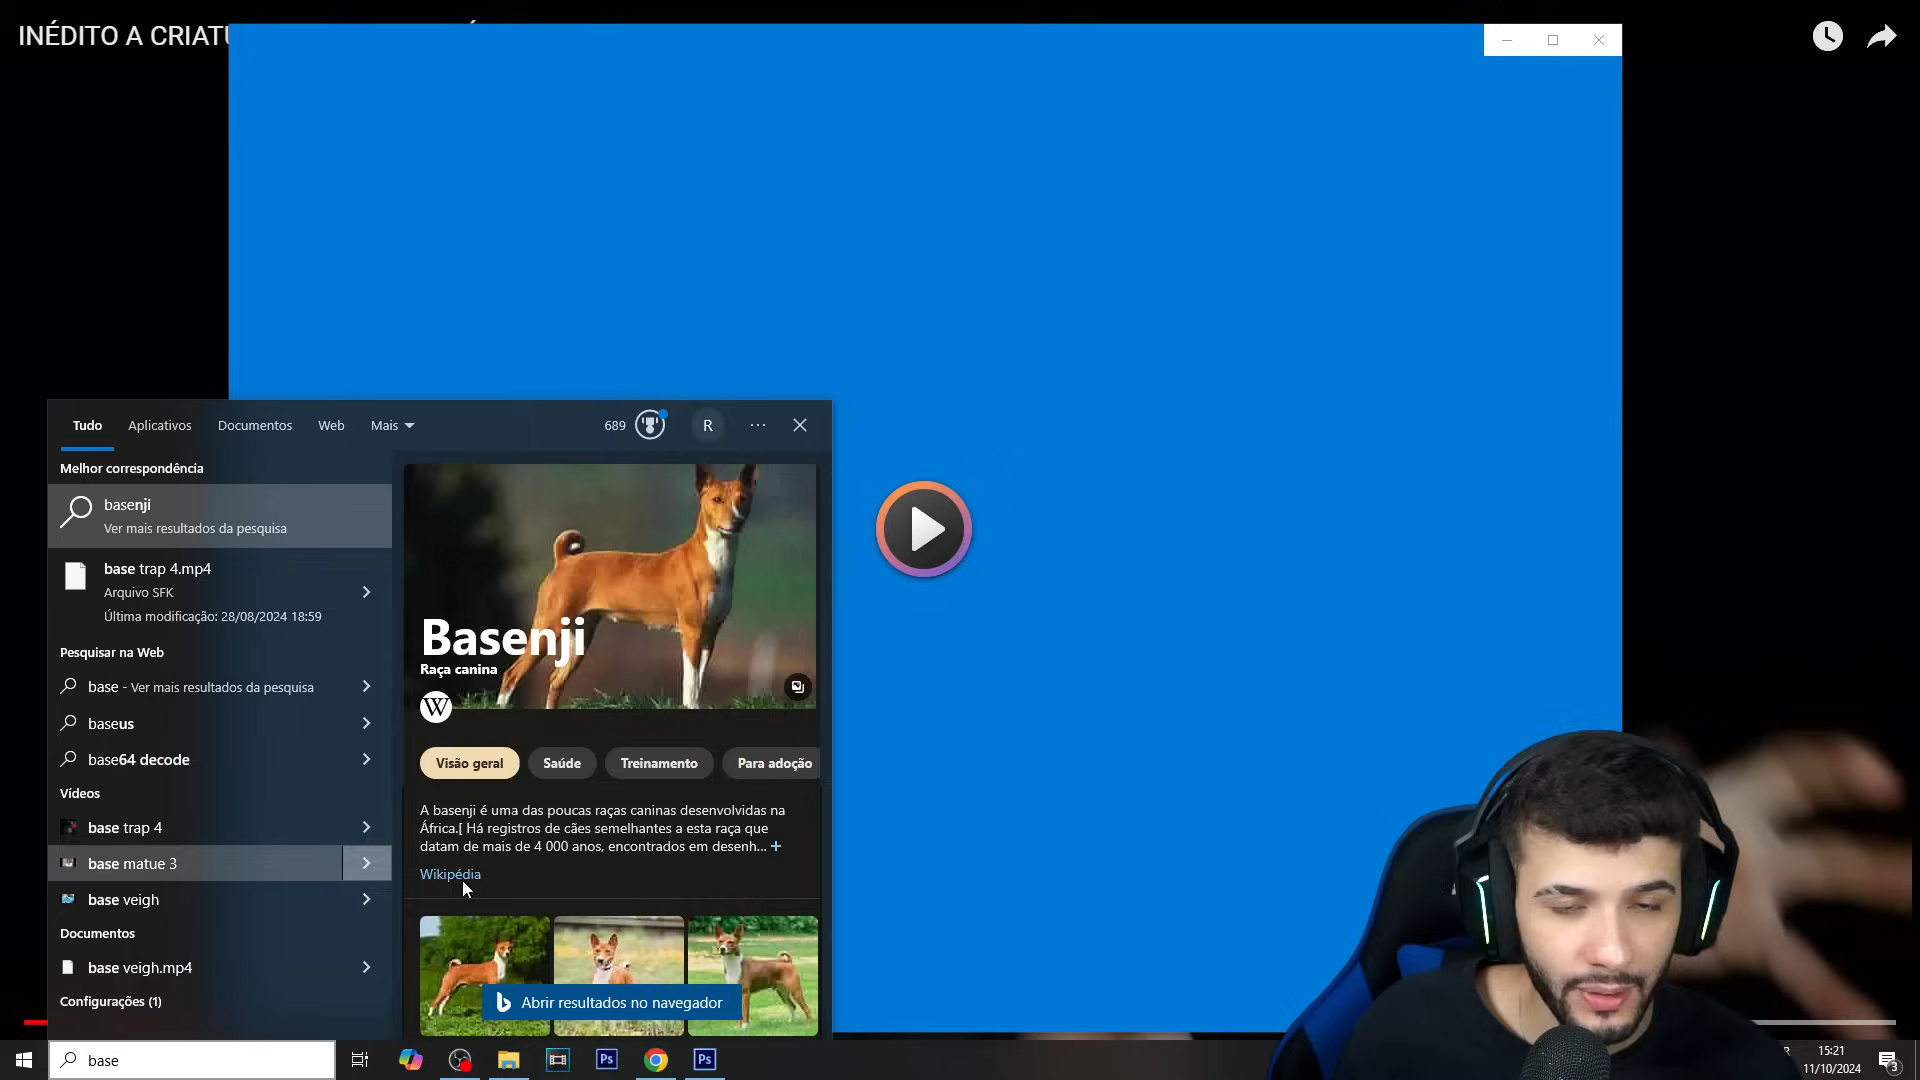 INÉDITO A CRIATU
Tudo
Aplicativos
Documentos
Web
Mais
689
R
Melhor correspondência
basenji
Ver mais resultados da pesquisa
base trap 4.mp4
Arquivo SFK
Última modificação: 28/08/2024 18:59
Pesquisar na Web
base - Ver mais resultados da pesquisa
baseus
base64 decode
Vídeos
base trap 4
base matue 3
base veigh
Documentos
base veigh.mp4
Configurações (1)
Basenji
Raça canina
W
Visão geral
Saúde
Treinamento
Para adoção
A basenji é uma das poucas raças caninas desenvolvidas na
África.[ Há registros de cães semelhantes a esta raça que
datam de mais de 4 000 anos, encontrados em desenh... +
Wikipédia
Abrir resultados no navegador
base
Ps
Ps
15:21
11/10/2024
3